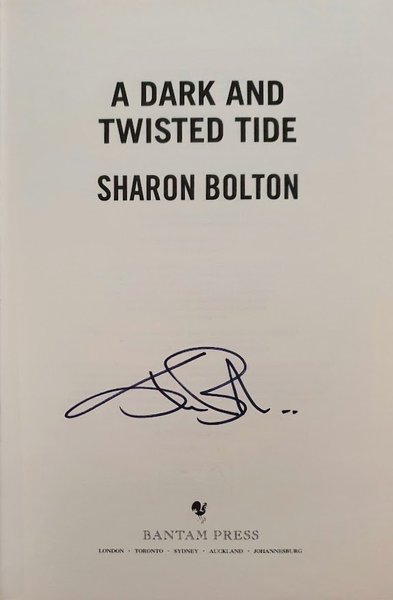 A DARK AND
TWISTED TIDE
SHARON BOLTON
BANTAM PRESS
LONDON • TORONTO • SYDNEY • AUCKLAND • JOHANNESBURG